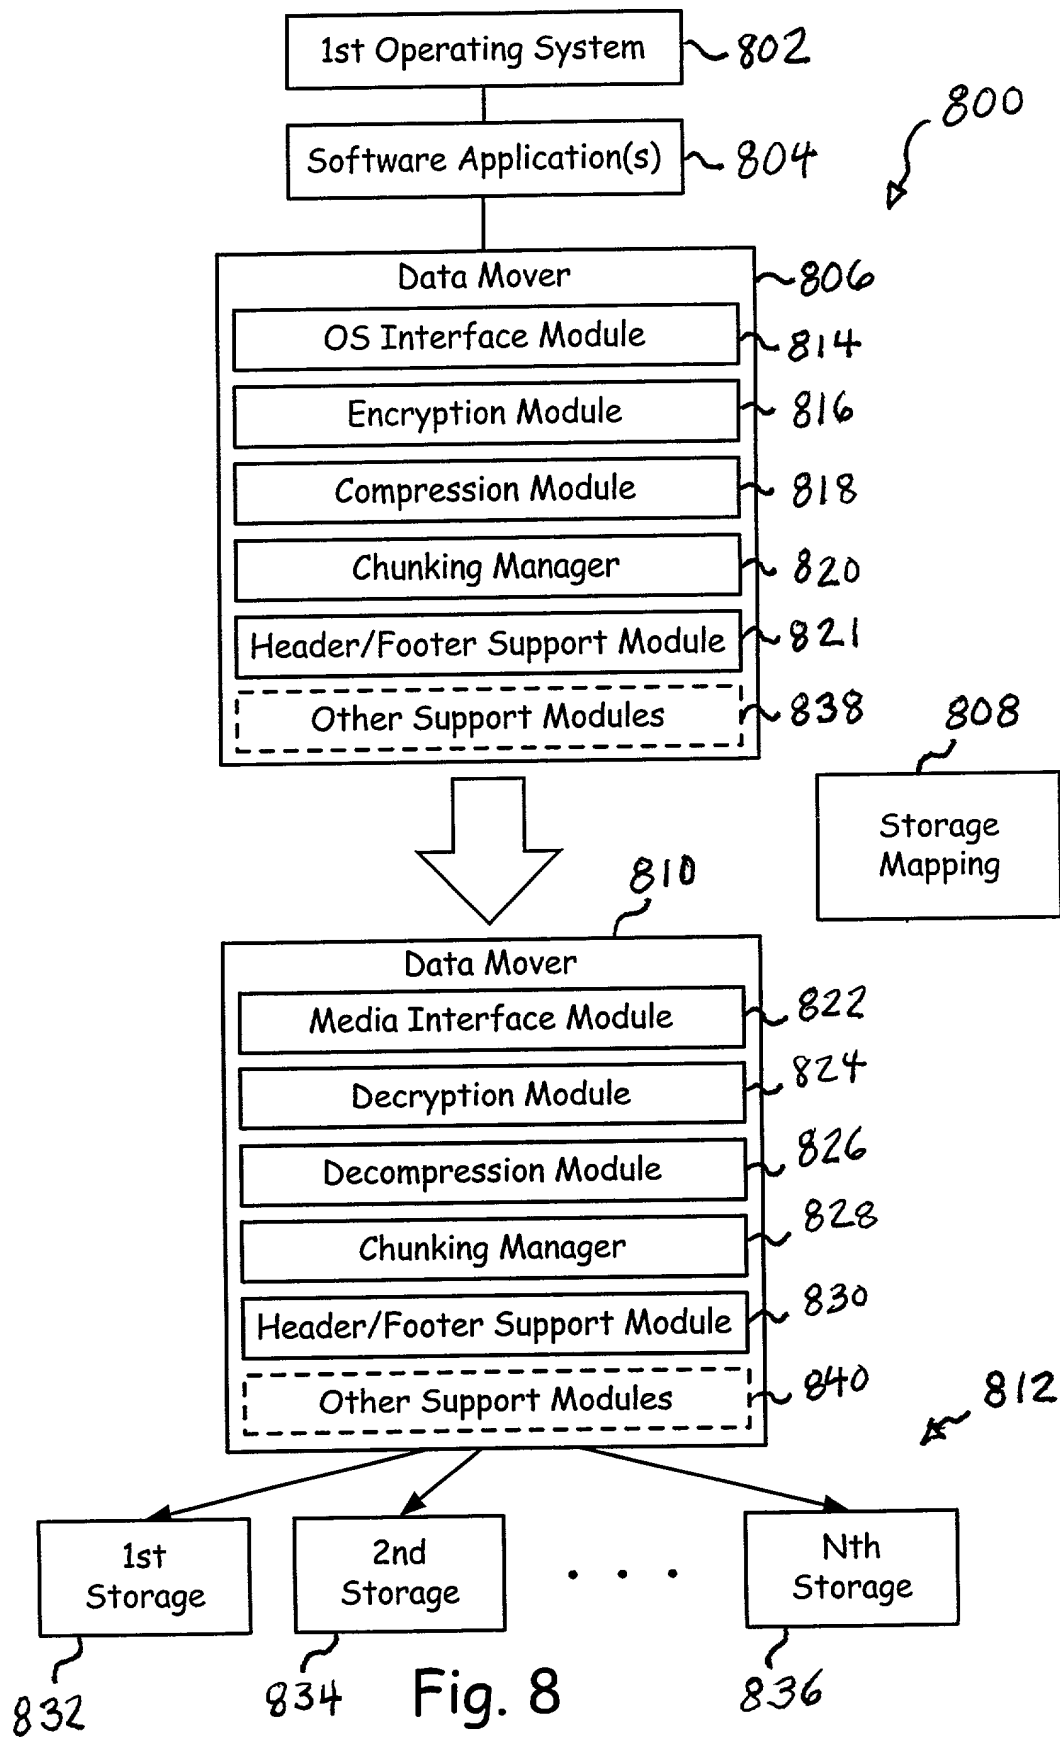 1st Operating System
802
800
Software Application(s)
804
Data Mover
806
OS Interface Module
814
Encryption Module
816
Compression Module
818
Chunking Manager
820
Header/Footer Support Module
821
Other Support Modules
838
808
Storage
Mapping
810
Data Mover
Media Interface Module
822
Decryption Module
824
Decompression Module
826
Chunking Manager
828
Header/Footer Support Module
830
Other Support Modules
840
812
1st
Storage
2nd
Storage
. . .
Nth
Storage
832
834
Fig. 8
836